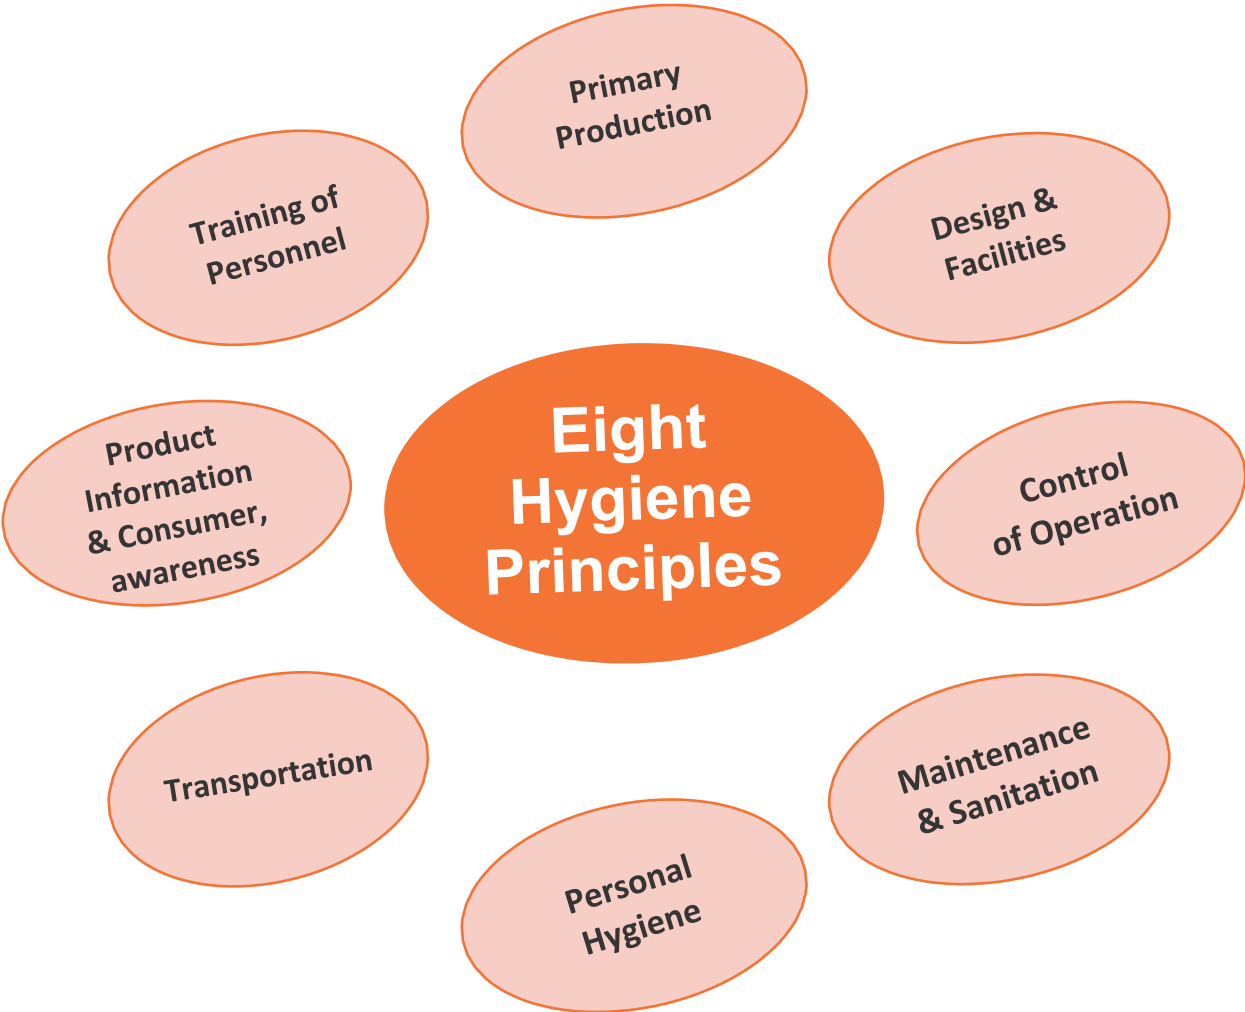 Primary
Production
Design &
Facilities
Control
of Operation
Maintenance
& Sanitation
Personal
Hygiene
Transportation
Product
Information
& Consumer,
awareness
Training of
Personnel
Eight
Hygiene
Principles